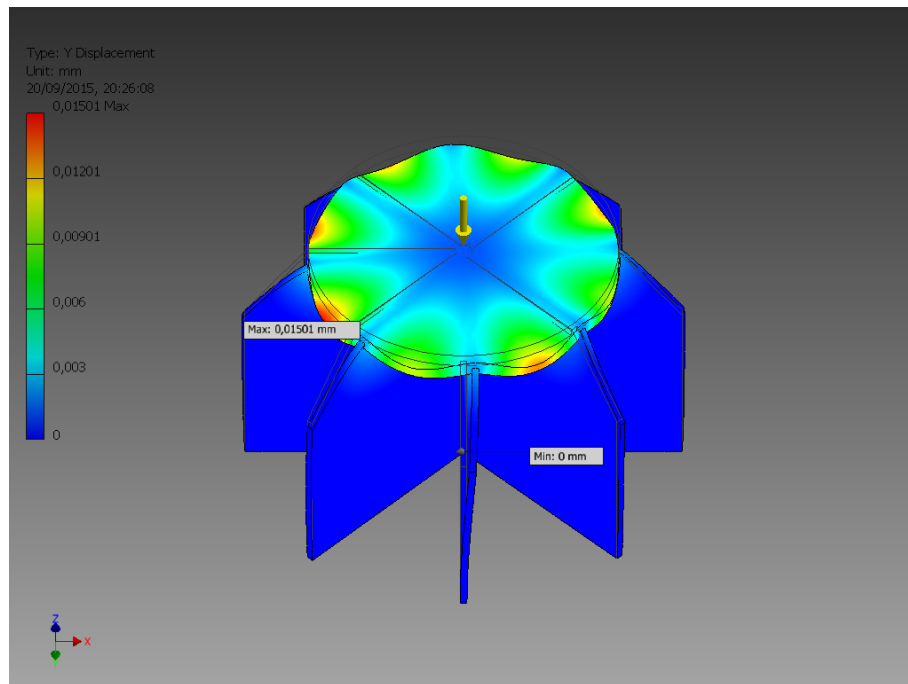 Type: Y Displacement
Unit: mm
20/09/2015, 20:26:08
0,01501 Max
0,01201
0,00901
0,006
0,003
0
Max: 0,01501 mm
Min: 0 mm
Z
X
Y